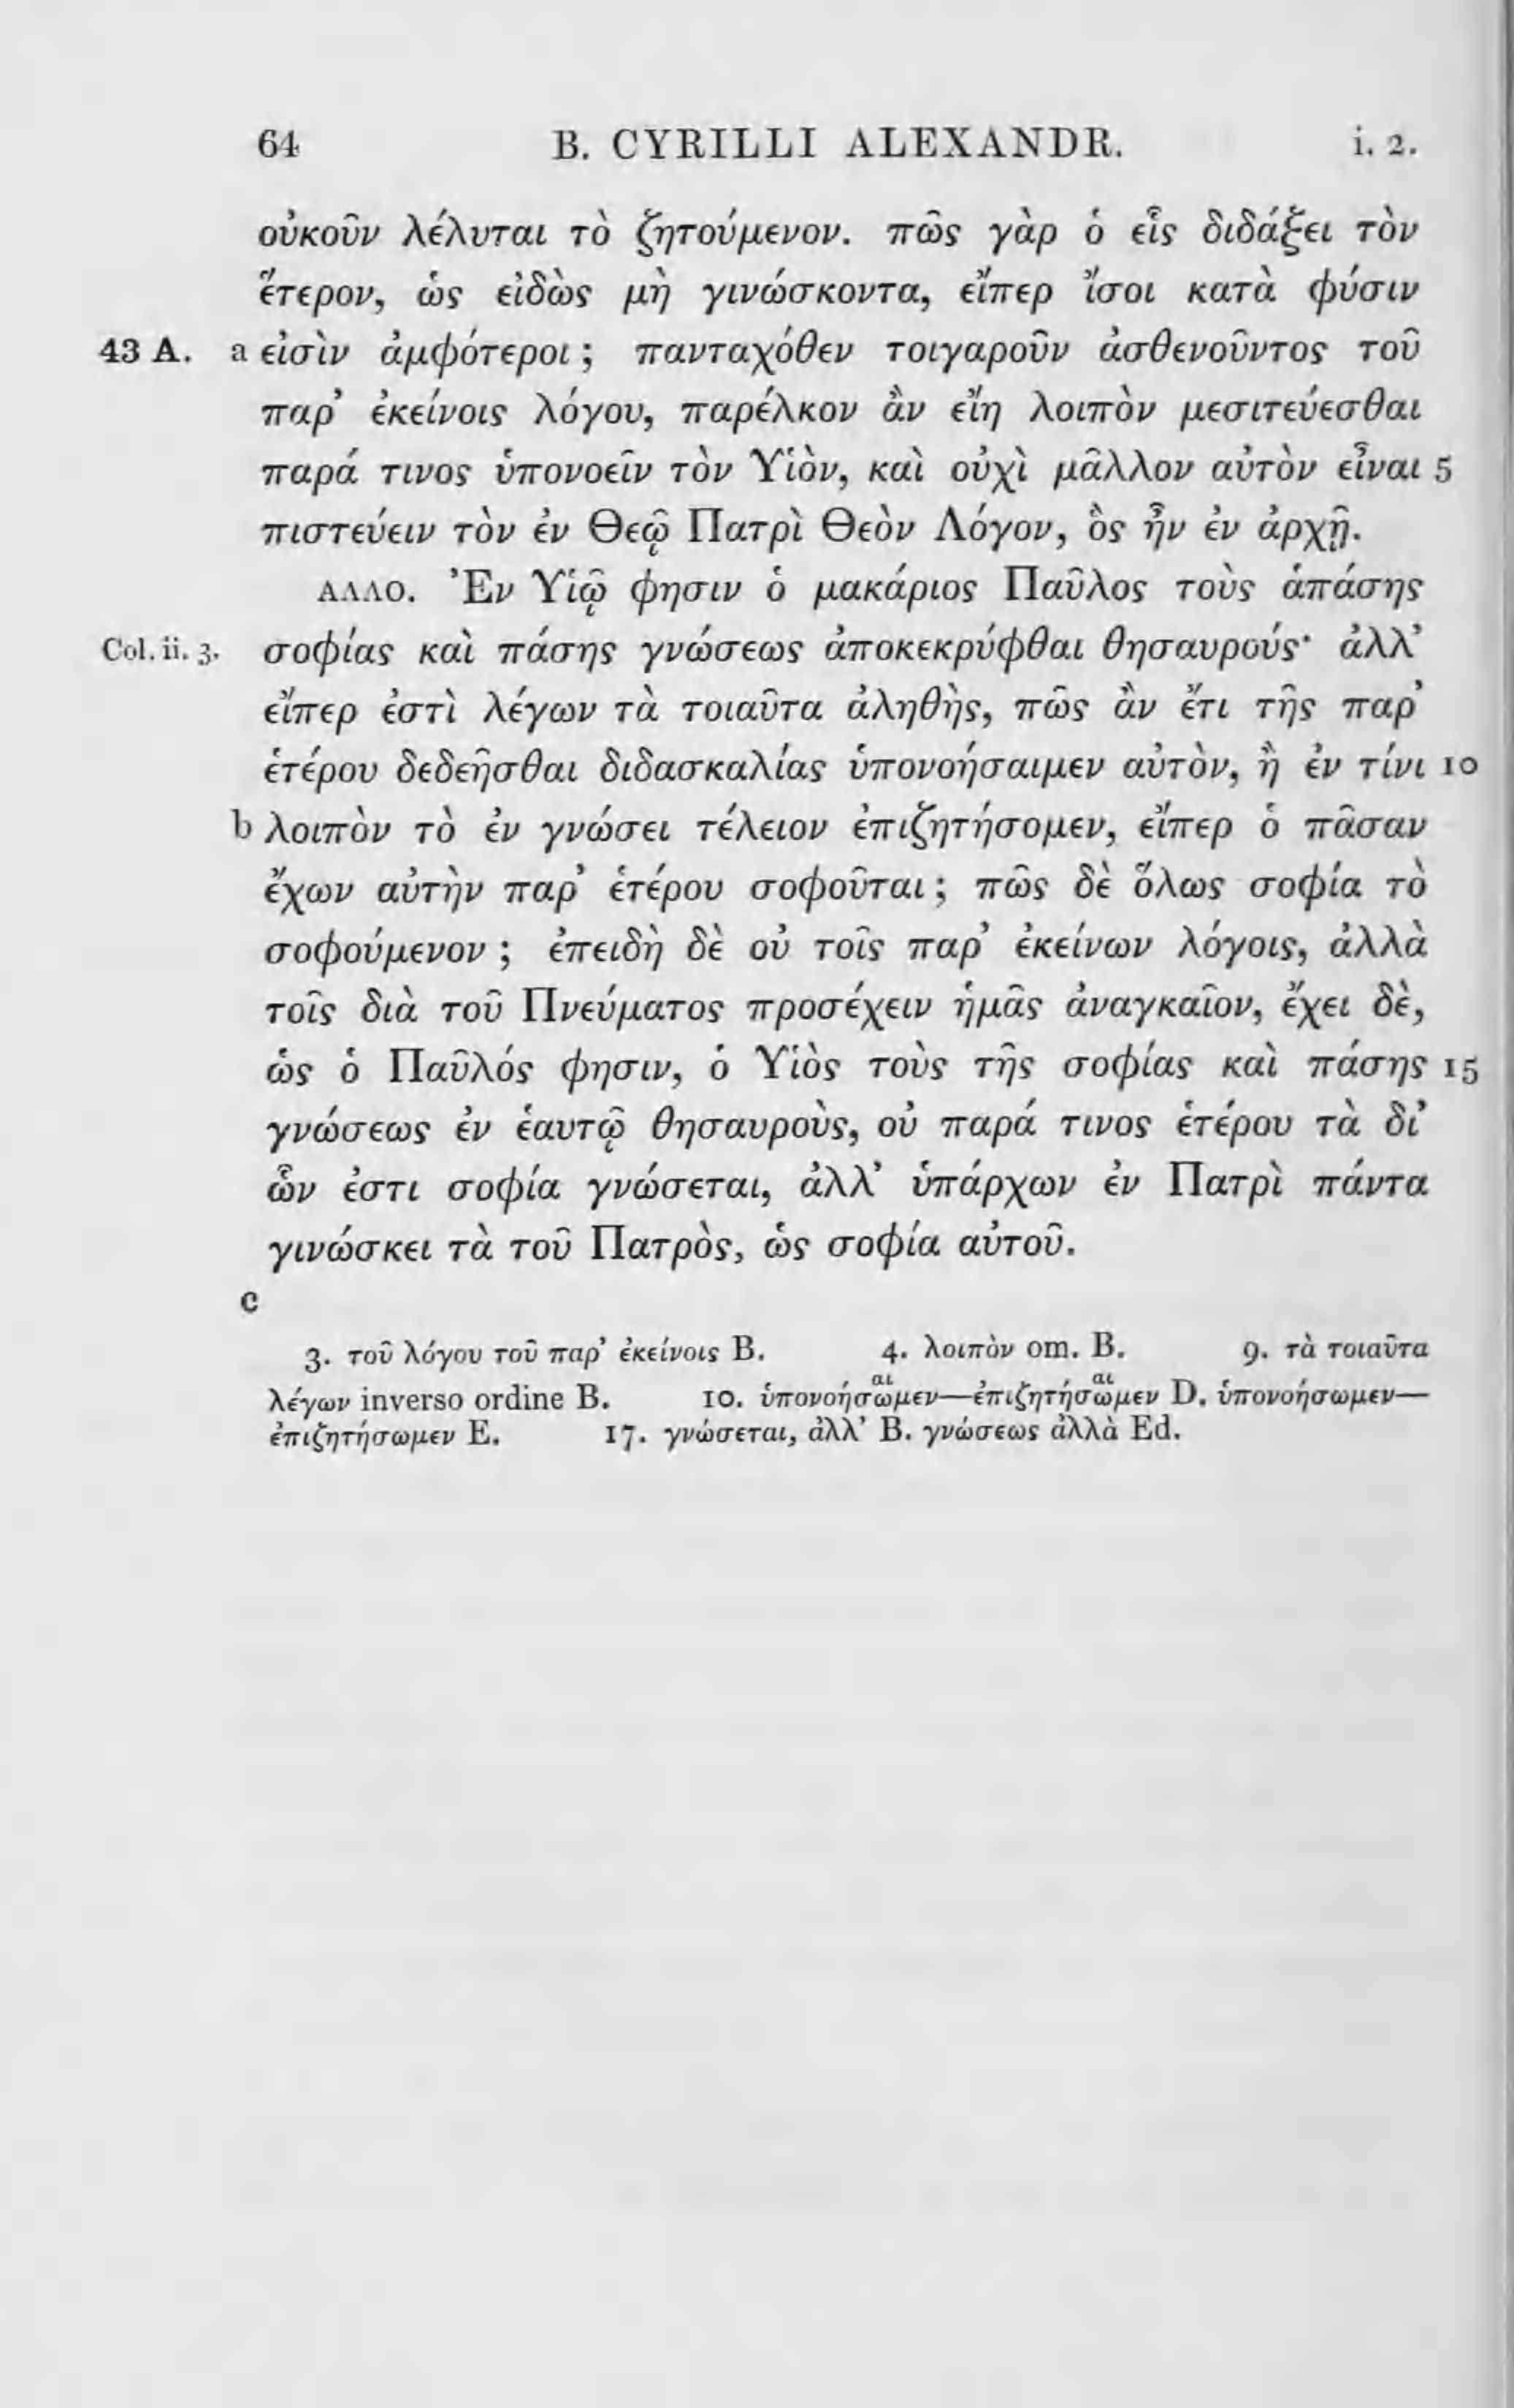 64 B. CYRILLI ALEXANDR. i. 2.
οὐκοῦν λέλυται τὸ ζητούμενον. πῶς γὰρ ὁ εἷς διδάξει τὸν
ἕτερον, ὡς εἰδὼς μὴ γινώσκοντα, εἴπερ ἴσοι κατὰ φύσιν
43 A. a εἰσὶν ἀμφότεροι ; πανταχόθεν τοιγαροῦν ἀσθενοῦντος τοῦ
παρ’ ἐκείνοις λόγου, παρέλκον ἂν εἴη λοιπὸν μεσιτεύεσθαι
παρά τινος ὑπονοεῖν τὸν Υἱὸν, καὶ οὐχὶ μᾶλλον αὐτὸν εἶναι 5
πιστεύειν τὸν ἐν Θεῷ Πατρὶ Θεὸν Λόγον, ὃς ἦν ἐν ἀρχῇ.
ΑΛΛΟ. Ἐν Υἱῷ φησιν ὁ μακάριος Παῦλος τοὺς ἁπάσης
Col. ii. 3. σοφίας καὶ πάσης γνώσεως ἀποκεκρύφθαι θησαυρούς· ἀλλ’
εἴπερ ἐστὶ λέγων τὰ τοιαῦτα ἀληθὴς, πῶς ἂν ἔτι τῆς παρ’
ἑτέρου δεδεῆσθαι διδασκαλίας ὑπονοήσαιμεν αὐτὸν, ἢ ἐν τίνι 10
b λοιπὸν τὸ ἐν γνώσει τέλειον ἐπιζητήσομεν, εἴπερ ὁ πᾶσαν
ἔχων αὐτὴν παρ’ ἑτέρου σοφοῦται ; πῶς δὲ ὅλως σοφία τὸ
σοφούμενον ; ἐπειδὴ δὲ οὐ τοῖς παρ’ ἐκείνων λόγοις, ἀλλὰ
τοῖς διὰ τοῦ Πνεύματος προσέχειν ἡμᾶς ἀναγκαῖον, ἔχει δὲ,
ὡς ὁ Παῦλός φησιν, ὁ Υἱὸς τοὺς τῆς σοφίας καὶ πάσης 15
γνώσεως ἐν ἑαυτῷ θησαυροὺς, οὐ παρά τινος ἑτέρου τὰ δι’
ὧν ἐστι σοφία γνώσεται, ἀλλ’ ὑπάρχων ἐν Πατρὶ πάντα
γινώσκει τὰ τοῦ Πατρὸς, ὡς σοφία αὐτοῦ.
c
3. τοῦ λόγου τοῦ παρ’ ἐκείνοις B. 4. λοιπὸν om. B. 9. τὰ τοιαῦτα
αι αι
λέγων inverso ordine B. 10. ὑπονοήσωμεν—ἐπιζητήσωμεν D. ὑπονοήσωμεν—
ἐπιζητήσωμεν E. 17. γνώσεται, ἀλλ’ B. γνώσεως ἀλλὰ Ed.